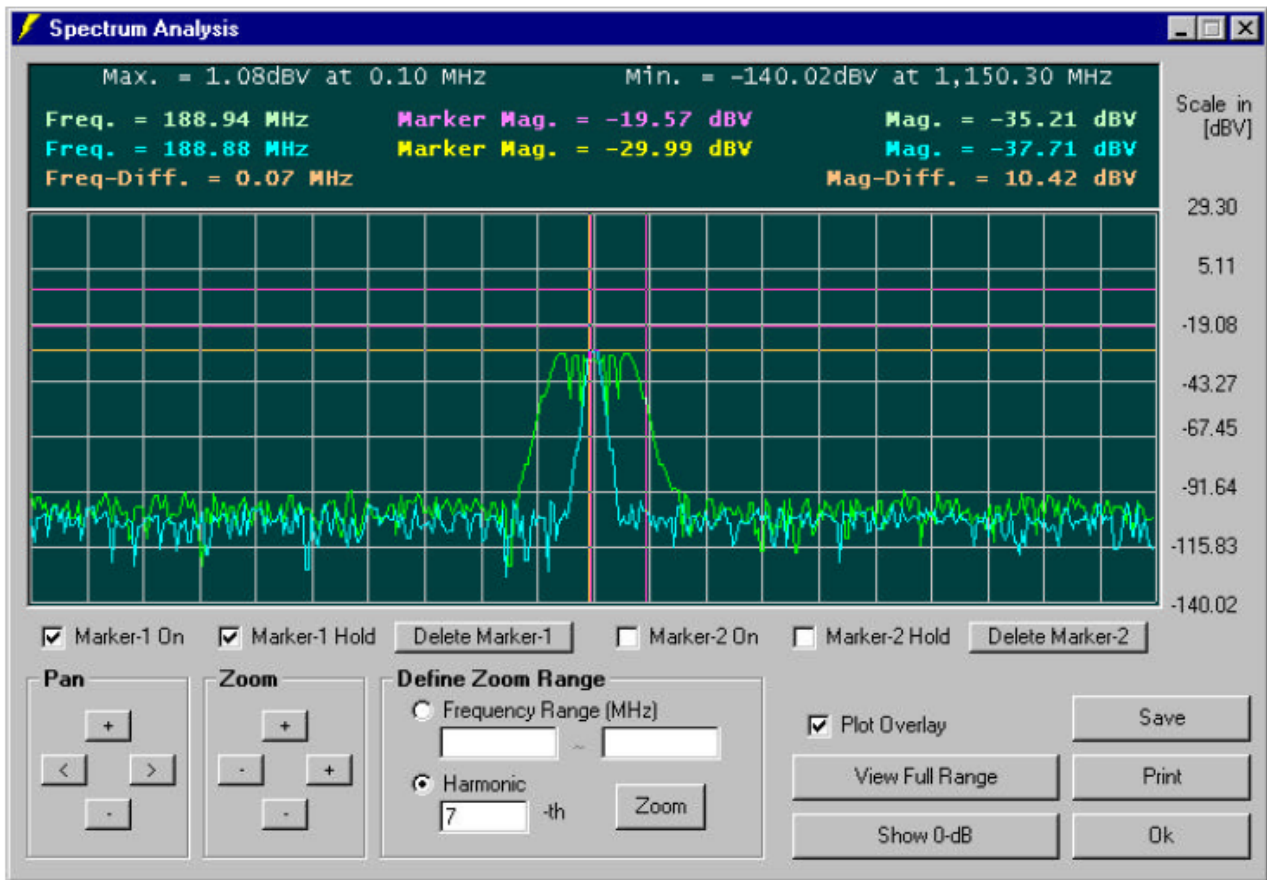 Spectrum Analysis
Max. = 1.08dBV at 0.10 MHz Min. = -140.02dBV at 1,150.30 MHz
Freq. = 188.94 MHz Marker Mag. = -19.57 dBV Mag. = -35.21 dBV
Freq. = 188.88 MHz Marker Mag. = -29.99 dBV Mag. = -37.71 dBV
Freq-Diff. = 0.07 MHz Mag-Diff. = 10.42 dBV
Scale in
[dBV]
29.30
5.11
-19.08
-43.27
-67.45
-91.64
-115.83
-140.02
Marker-1 On Marker-1 Hold Delete Marker-1 Marker-2 On Marker-2 Hold Delete Marker-2
Pan
+
< >
-
Zoom
+
- +
-
Define Zoom Range
Frequency Range (MHz)
~
Harmonic
7 -th Zoom
Plot Overlay Save
View Full Range Print
Show 0-dB Ok